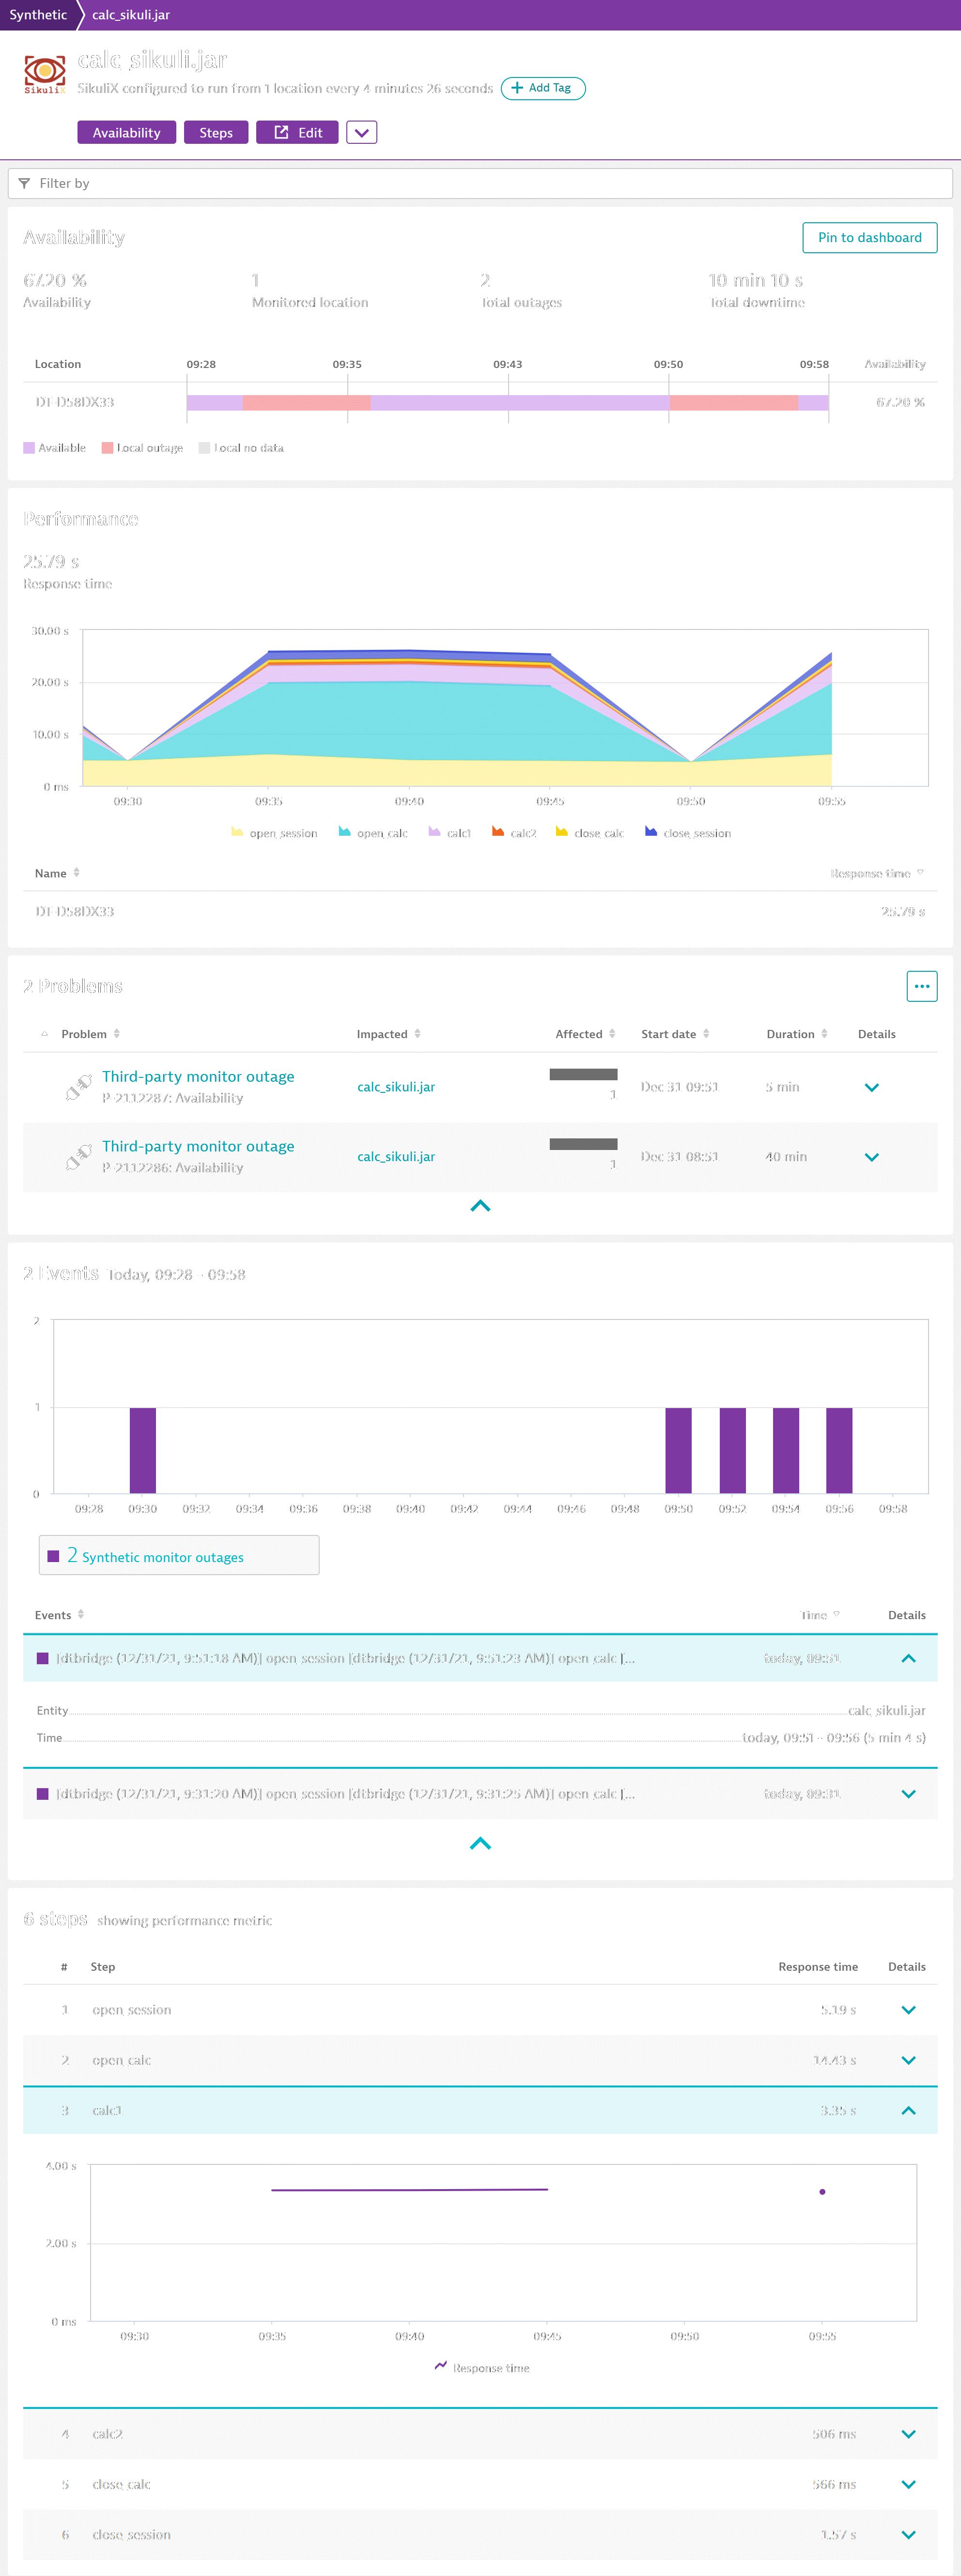 Synthetic
calc_sikuli.jar
SikuliX
calc_sikuli.jar
SikuliX configured to run from 1 location every 4 minutes 26 seconds
Add Tag
Availability
Steps
Edit
Filter by
Availability
Pin to dashboard
67.20 %
1
2
10 min 10 s
Availability
Monitored location
Total outages
Total downtime
Location 09:28 09:35 09:43 09:50 09:58 Availability
DT-D58DX33 67.20 %
Available Local outage Local no data
Performance
25.79 s
Response time
30.00 s
20.00 s
10.00 s
0 ms
09:30 09:35 09:40 09:45 09:50 09:55
open_session open_calc calc1 calc2 close_calc close_session
Name Response time
DT-D58DX33 25.79 s
2 Problems
Problem Impacted Affected Start date Duration Details
Third-party monitor outage
P-2112287: Availability
calc_sikuli.jar
1
Dec 31 09:51
5 min
Third-party monitor outage
P-2112286: Availability
calc_sikuli.jar
1
Dec 31 08:51
40 min
2 Events Today, 09:28 - 09:58
2
1
0
09:28 09:30 09:32 09:34 09:36 09:38 09:40 09:42 09:44 09:46 09:48 09:50 09:52 09:54 09:56 09:58
2 Synthetic monitor outages
Events Time Details
[dtbridge (12/31/21, 9:51:18 AM)] open_session [dtbridge (12/31/21, 9:51:23 AM)] open_calc [... today, 09:51
Entity calc_sikuli.jar
Time today, 09:51 - 09:56 (5 min 4 s)
[dtbridge (12/31/21, 9:31:20 AM)] open_session [dtbridge (12/31/21, 9:31:25 AM)] open_calc [... today, 09:31
6 steps showing performance metric
# Step Response time Details
1 open_session 5.19 s
2 open_calc 14.43 s
3 calc1 3.35 s
4.00 s
2.00 s
0 ms
09:30 09:35 09:40 09:45 09:50 09:55
Response time
4 calc2 506 ms
5 close_calc 566 ms
6 close_session 1.57 s